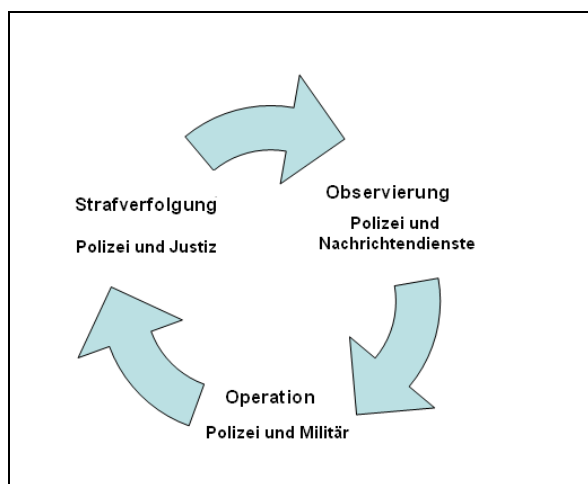 Strafverfolgung
Polizei und Justiz
Observierung
Polizei und
Nachrichtendienste
Operation
Polizei und Militär